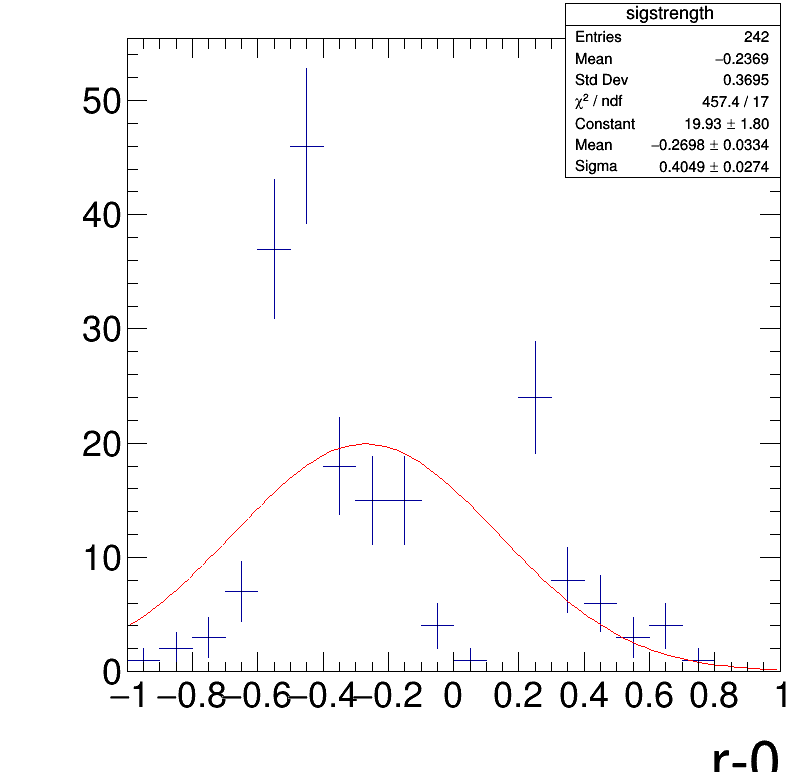 sigstrength
Entries 242
Mean −0.2369
Std Dev 0.3695
χ² / ndf 457.4 / 17
Constant 19.93 ± 1.80
Mean −0.2698 ± 0.0334
Sigma 0.4049 ± 0.0274
50
40
30
20
10
0
−1 −0.8 −0.6 −0.4 −0.2 0 0.2 0.4 0.6 0.8 1
r-0